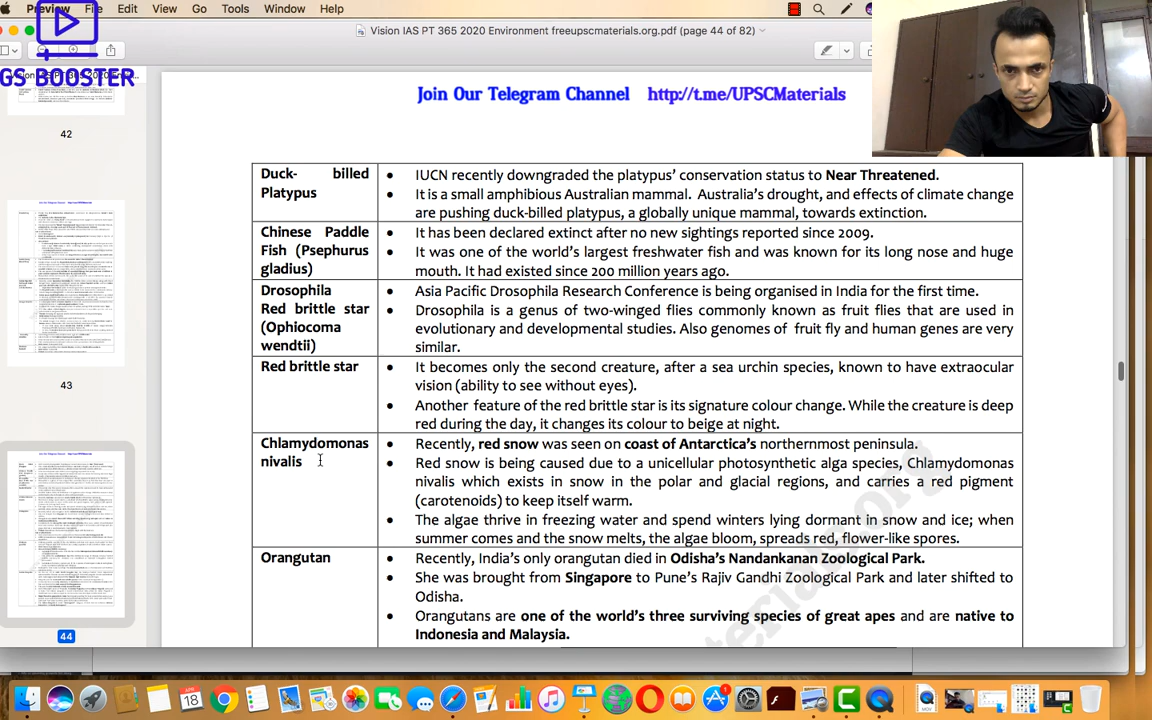 Preview File Edit View Go Tools Window Help
Vision IAS PT 365 2020 Environment freeupscmaterials.org.pdf (page 44 of 82)
GS BOOSTER
42
43
44
Join Our Telegram Channel http://t.me/UPSCMaterials
Duck- billed
Platypus
• IUCN recently downgraded the platypus' conservation status to Near Threatened.
• It is a small amphibious Australian mammal. Australia's drought, and effects of climate change
are pushing duck-billed platypus, a globally unique mammal, towards extinction.
Chinese Paddle
Fish (Psephurus
gladius)
• It has been declared extinct after no new sightings reported since 2009.
• It was one of the world's largest freshwater fish and was known for its long nose and huge
mouth. It had existed since 200 million years ago.
Drosophila
Red brittle star
(Ophiocoma
wendtii)
• Asia Pacific Drosophila Research Conference is being organised in India for the first time.
• Drosophila is a genus of two-winged flies commonly known as fruit flies that are used in
evolutionary and developmental studies. Also genomes of fruit fly and human genes are very
similar.
Red brittle star
• It becomes only the second creature, after a sea urchin species, known to have extraocular
vision (ability to see without eyes).
• Another feature of the red brittle star is its signature colour change. While the creature is deep
red during the day, it changes its colour to beige at night.
Chlamydomonas
nivalis
• Recently, red snow was seen on coast of Antarctica's northernmost peninsula.
• Red snow is being caused due to a unicellular photosynthetic alga species, Chlamydomonas
nivalis which exists in snow in the polar and glacial regions, and carries a red pigment
(carotenoids) to keep itself warm.
• The algae thrive in freezing water and spend winters lying dormant in snow and ice; when
summer comes and the snow melts, the algae bloom, spreads red, flower-like spores.
Orangutan
• Recently, India's only orangutan died in Odisha's Nandankanan Zoological Park.
• She was brought from Singapore to Pune's Rajiv Gandhi Zoological Park and later shifted to
Odisha.
• Orangutans are one of the world's three surviving species of great apes and are native to
Indonesia and Malaysia.
APR
18